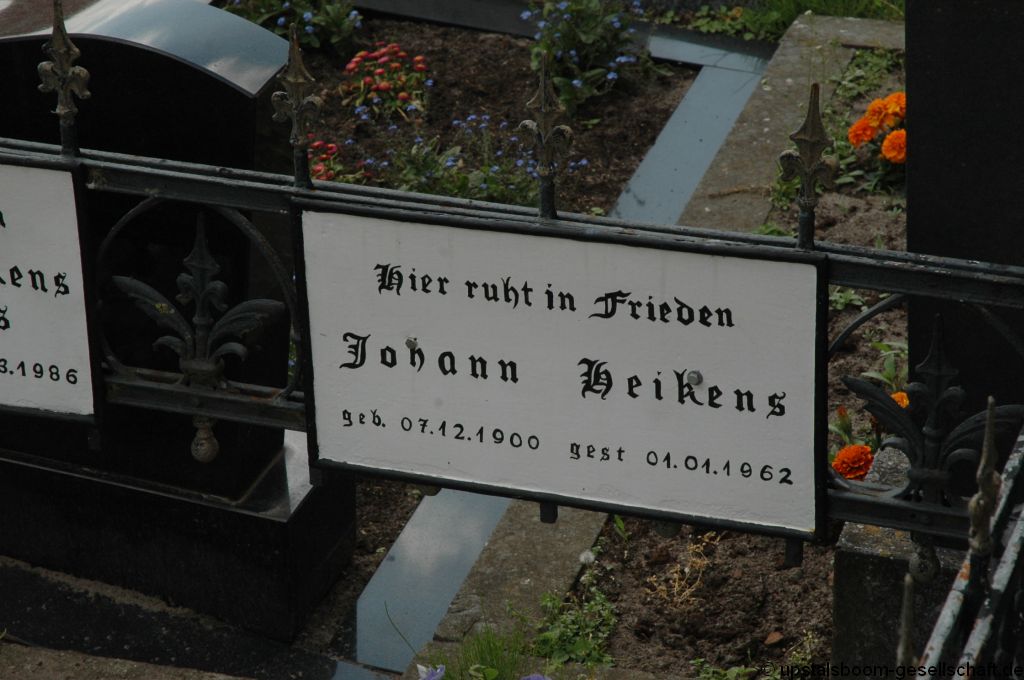 kens
3.1986
Hier ruht in Frieden
Johann Heikens
geb. 07.12.1900 gest 01.01.1962
© upstalsboom-gesellschaft.de